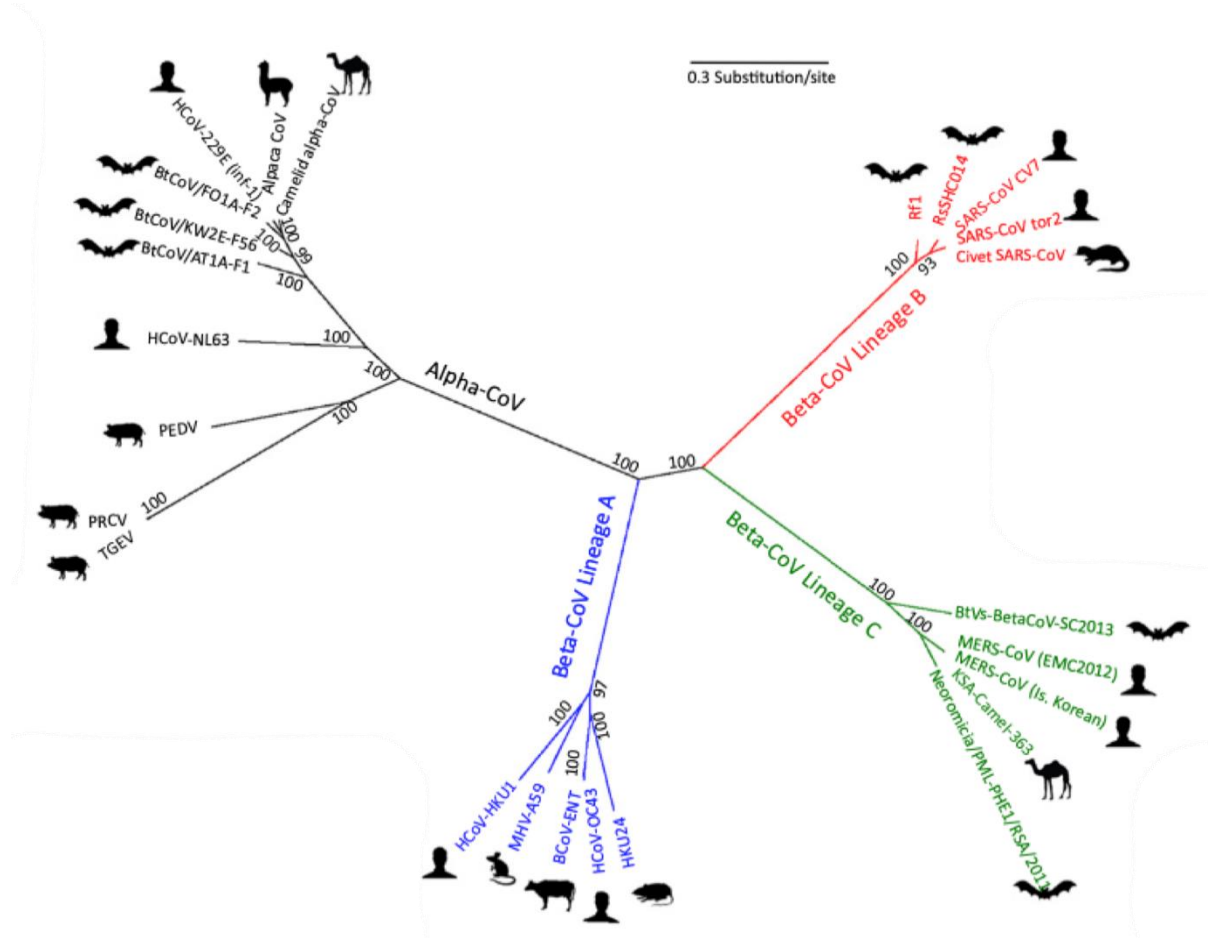 0.3 Substitution/site
HCoV-229E (inf-1)
Alpaca CoV
Camelid alpha-CoV
BtCoV/FO1A-F2
BtCoV/KW2E-F56
BtCoV/AT1A-F1
100
100
99
100
HCoV-NL63
100
100
Alpha-CoV
PEDV
100
PRCV
TGEV
100
100
100
Rf1
RsSHC014
SARS-CoV CV7
SARS-CoV tor2
Civet SARS-CoV
100
93
Beta-CoV Lineage B
Beta-CoV Lineage C
100
100
BtVs-BetaCoV-SC2013
MERS-CoV (EMC2012)
MERS-CoV (Is. Korean)
KSA-Camel-363
Neoromicia/PML-PHE1/RSA/2011
Beta-CoV Lineage A
97
100
100
100
HCoV-HKU1
MHV-A59
BCoV-ENT
HCoV-OC43
HKU24